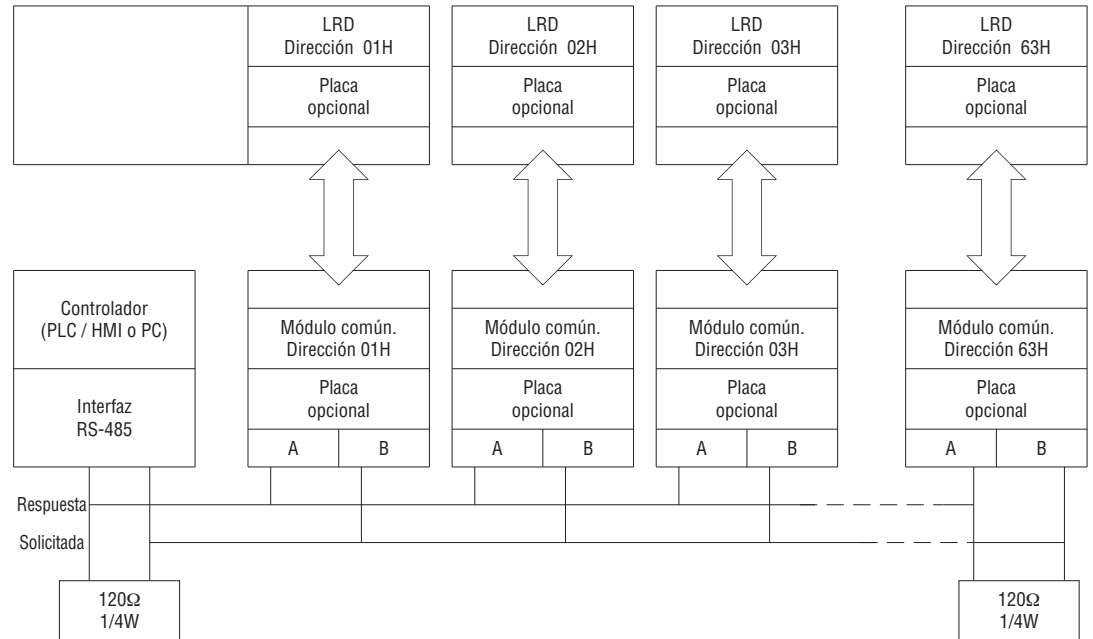 LRD
Dirección 01H
Placa
opcional
LRD
Dirección 02H
Placa
opcional
LRD
Dirección 03H
Placa
opcional
LRD
Dirección 63H
Placa
opcional
Controlador
(PLC / HMI o PC)
Interfaz
RS-485
Módulo común.
Dirección 01H
Placa
opcional
A
B
Módulo común.
Dirección 02H
Placa
opcional
A
B
Módulo común.
Dirección 03H
Placa
opcional
A
B
Módulo común.
Dirección 63H
Placa
opcional
A
B
Respuesta
Solicitada
120Ω
1/4W
120Ω
1/4W